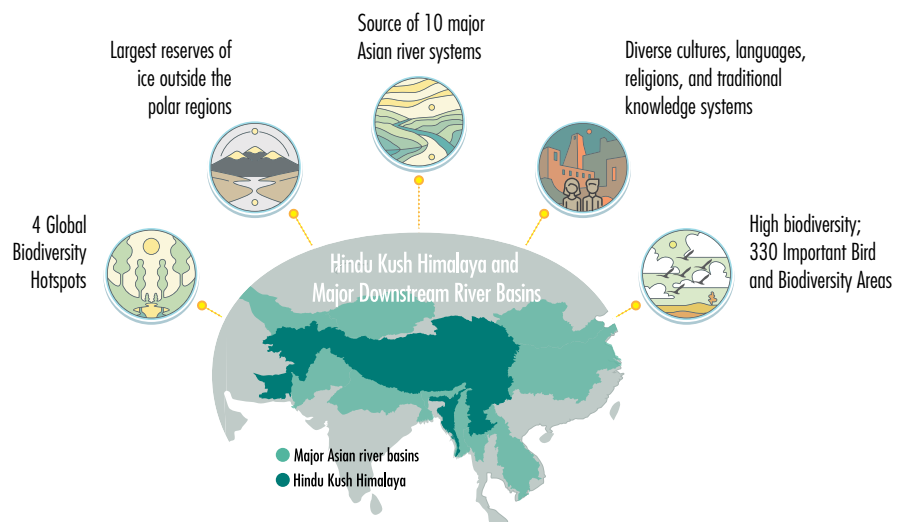 Source of 10 major
Asian river systems
Largest reserves of
ice outside the
polar regions
Diverse cultures, languages,
religions, and traditional
knowledge systems
4 Global
Biodiversity
Hotspots
High biodiversity;
330 Important Bird
and Biodiversity Areas
Hindu Kush Himalaya and
Major Downstream River Basins
Major Asian river basins
Hindu Kush Himalaya